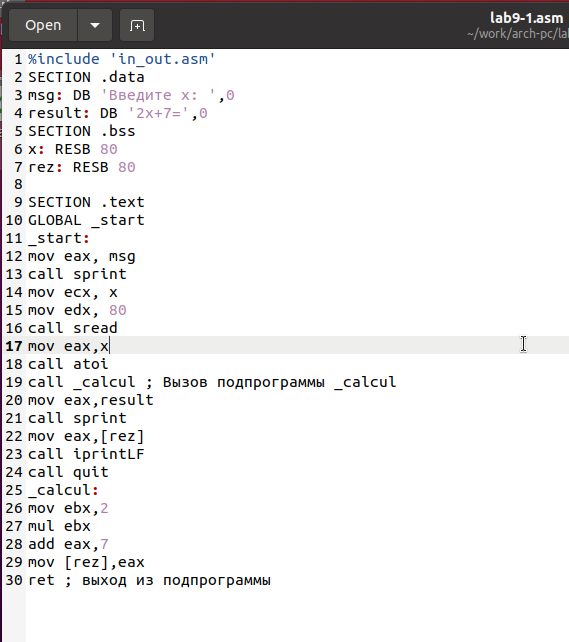 Open
lab9-1.asm
~/work/arch-pc/lab
1 %include 'in_out.asm'
2 SECTION .data
3 msg: DB 'Введите x: ',0
4 result: DB '2x+7=',0
5 SECTION .bss
6 x: RESB 80
7 rez: RESB 80
8
9 SECTION .text
10 GLOBAL _start
11 _start:
12 mov eax, msg
13 call sprint
14 mov ecx, x
15 mov edx, 80
16 call sread
17 mov eax,x
18 call atoi
19 call _calcul ; Вызов подпрограммы _calcul
20 mov eax,result
21 call sprint
22 mov eax,[rez]
23 call iprintLF
24 call quit
25 _calcul:
26 mov ebx,2
27 mul ebx
28 add eax,7
29 mov [rez],eax
30 ret ; выход из подпрограммы